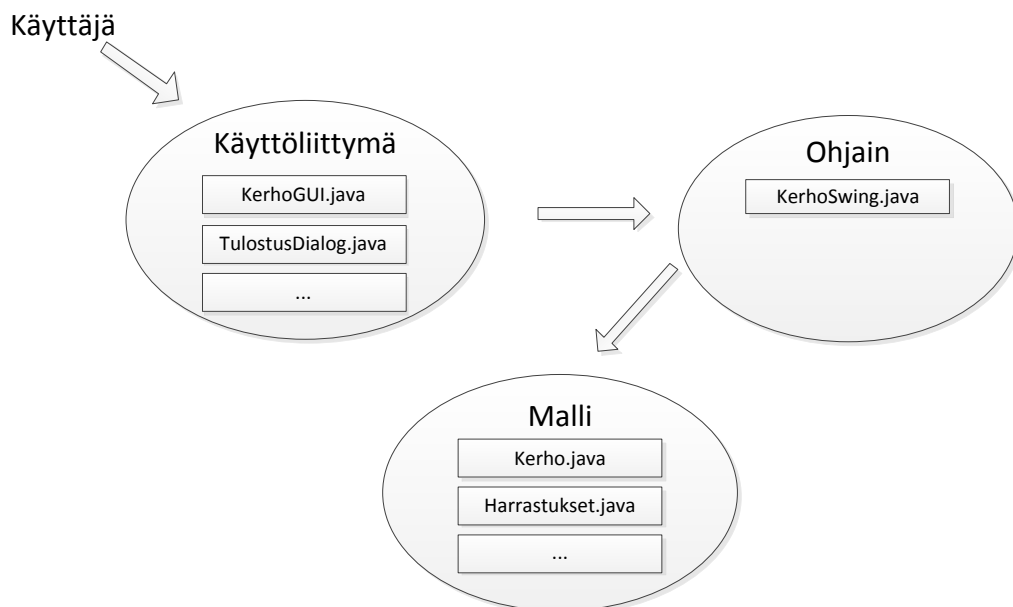 Käyttäjä
Käyttöliittymä
KerhoGUI.java
TulostusDialog.java
...
Ohjain
KerhoSwing.java
Malli
Kerho.java
Harrastukset.java
...